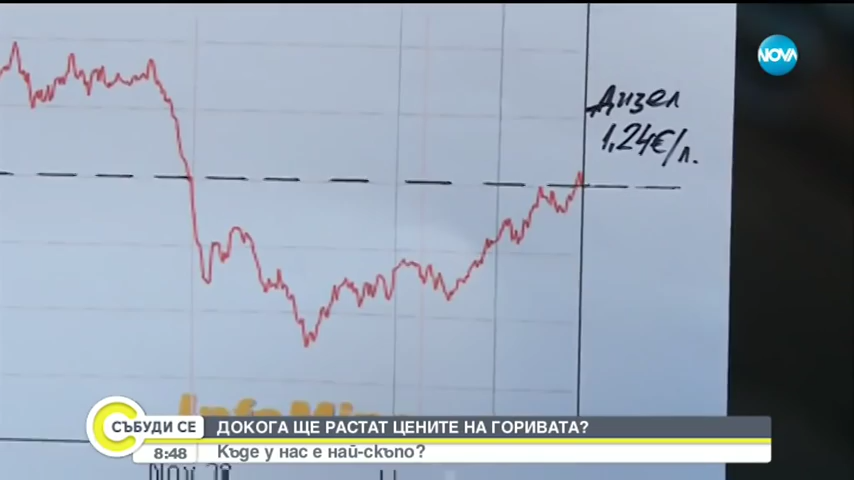 NOVA
Дизел
1,24€/л.
СЪБУДИ СЕ
ДОКОГА ЩЕ РАСТАТ ЦЕНИТЕ НА ГОРИВАТА?
8:48
Къде у нас е най-скъпо?